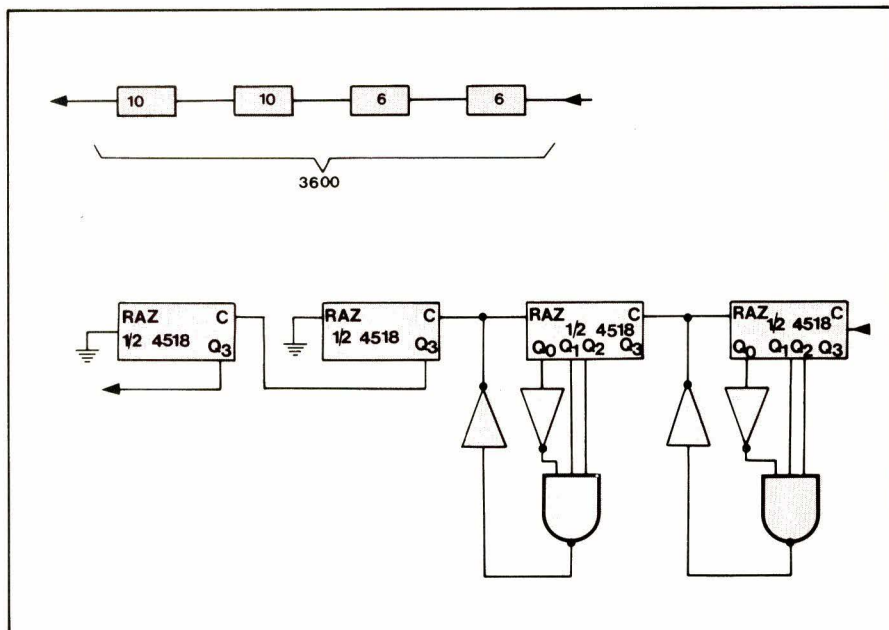 10 10 6 6
3600
RAZ C RAZ C RAZ C RAZ C
1/2 4518 1/2 4518 1/2 4518 1/2 4518
Q3 Q3 Q0 Q1 Q2 Q3 Q0 Q1 Q2 Q3